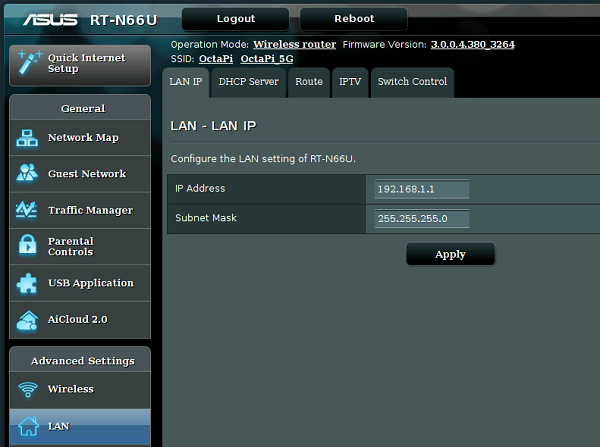 ASUS RT-N66U Logout Reboot
Quick Internet
Setup
General
Network Map
Guest Network
Traffic Manager
Parental
Controls
USB Application
AiCloud 2.0
Advanced Settings
Wireless
LAN
Operation Mode: Wireless router Firmware Version: 3.0.0.4.380_3264
SSID: OctaPi OctaPi_5G
LAN IP DHCP Server Route IPTV Switch Control
LAN - LAN IP
Configure the LAN setting of RT-N66U.
IP Address 192.168.1.1
Subnet Mask 255.255.255.0
Apply